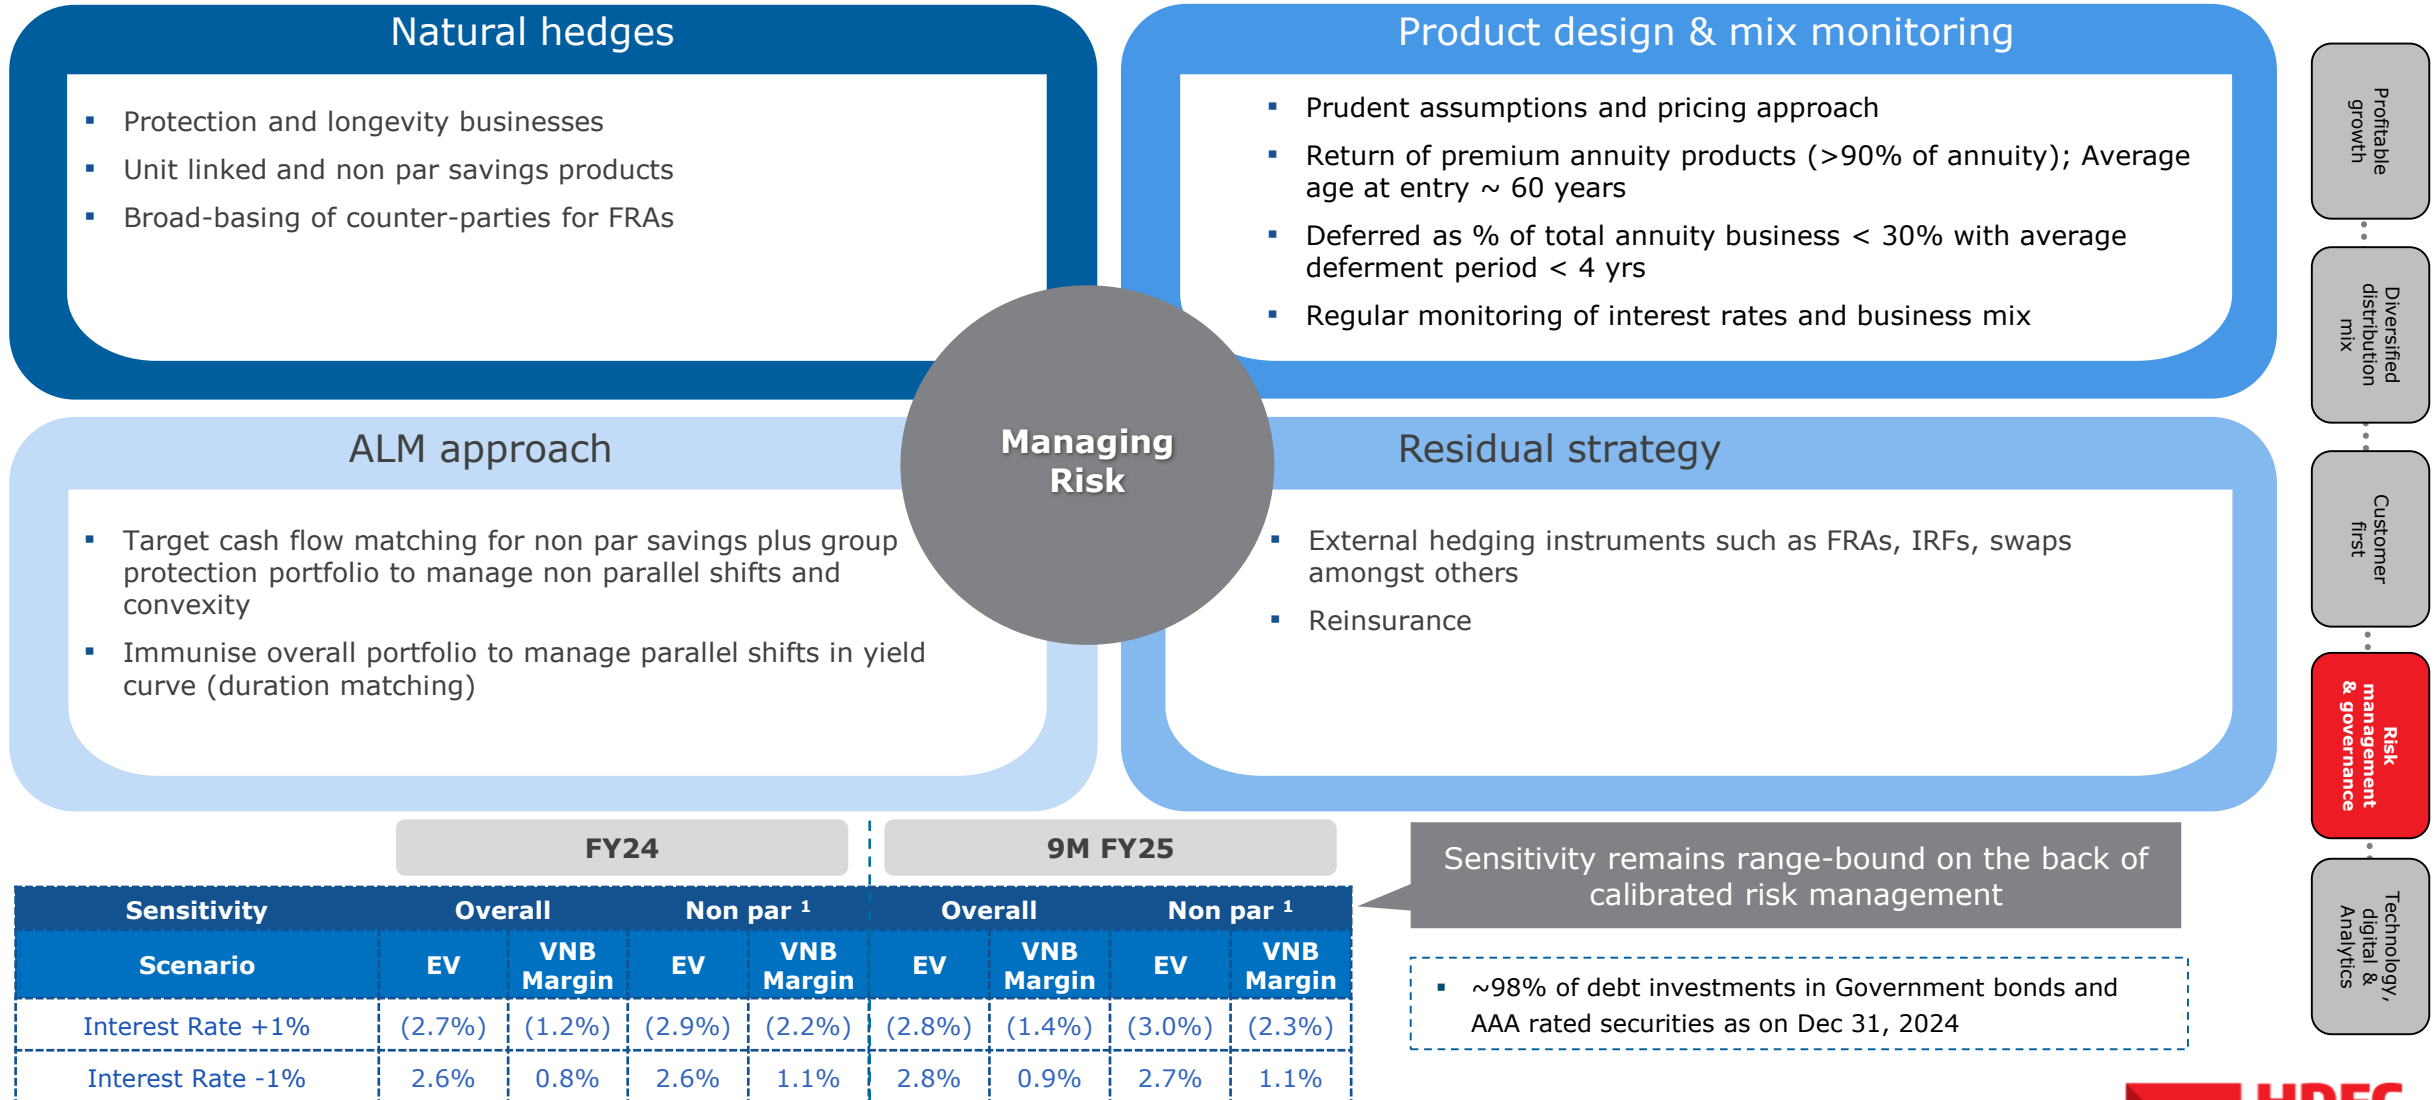 Natural hedges
▪ Protection and longevity businesses
▪ Unit linked and non par savings products
▪ Broad-basing of counter-parties for FRAs
Product design & mix monitoring
▪ Prudent assumptions and pricing approach
▪ Return of premium annuity products (>90% of annuity); Average
age at entry ~ 60 years
▪ Deferred as % of total annuity business < 30% with average
deferment period < 4 yrs
▪ Regular monitoring of interest rates and business mix
Managing
Risk
ALM approach
▪ Target cash flow matching for non par savings plus group
protection portfolio to manage non parallel shifts and
convexity
▪ Immunise overall portfolio to manage parallel shifts in yield
curve (duration matching)
Residual strategy
▪ External hedging instruments such as FRAs, IRFs, swaps
amongst others
▪ Reinsurance
Profitable
growth
Diversified
distribution
mix
Customer
first
Risk
management
& governance
Technology,
digital &
Analytics
FY24 9M FY25
Sensitivity Overall Non par 1 Overall Non par 1
Scenario EV VNB Margin EV VNB Margin EV VNB Margin EV VNB Margin
Interest Rate +1% (2.7%) (1.2%) (2.9%) (2.2%) (2.8%) (1.4%) (3.0%) (2.3%)
Interest Rate -1% 2.6% 0.8% 2.6% 1.1% 2.8% 0.9% 2.7% 1.1%
Sensitivity remains range-bound on the back of
calibrated risk management
▪ ~98% of debt investments in Government bonds and
AAA rated securities as on Dec 31, 2024
HDFC